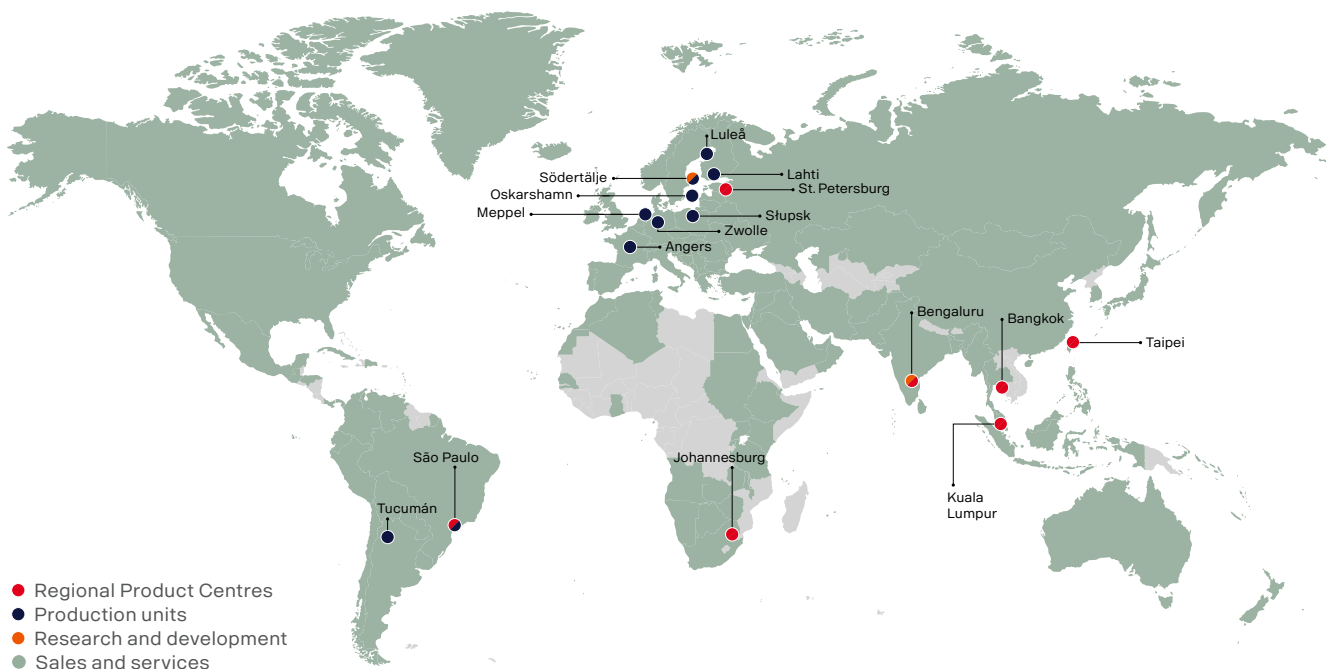 Luleå
Södertälje
Lahti
Oskarshamn
St. Petersburg
Meppel
Słupsk
Zwolle
Angers
Bengaluru
Bangkok
Taipei
São Paulo
Johannesburg
Tucumán
Kuala
Lumpur
Regional Product Centres
Production units
Research and development
Sales and services